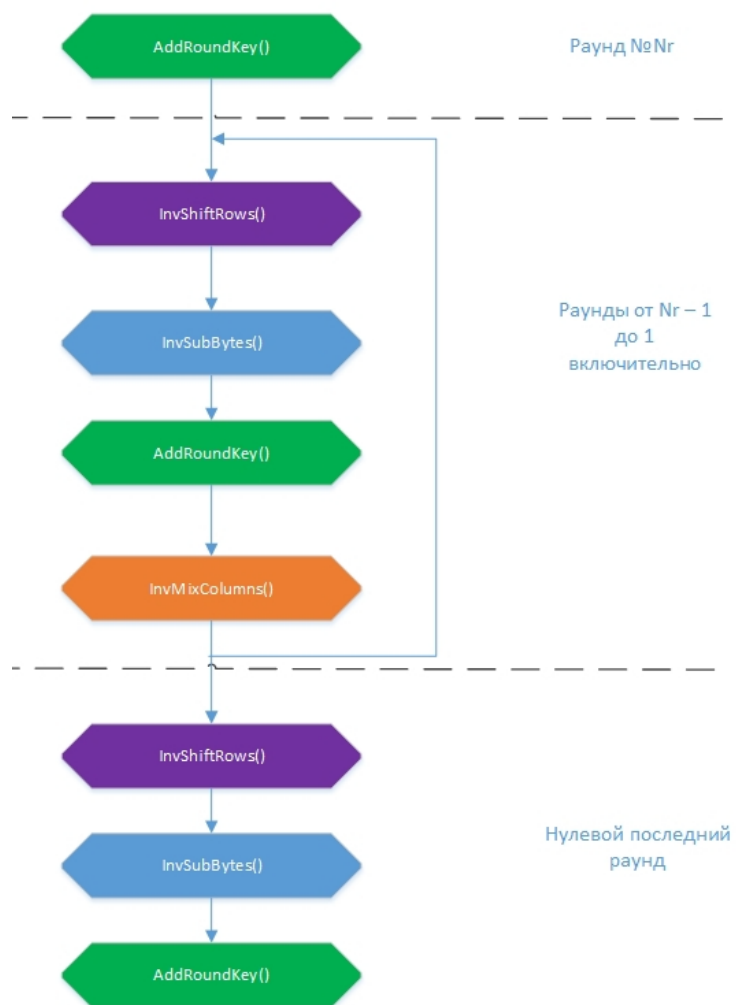 AddRoundKey()
Раунд №Nr
InvShiftRows()
InvSubBytes()
Раунды от Nr – 1
до 1
включительно
AddRoundKey()
InvMixColumns()
InvShiftRows()
Нулевой последний
раунд
InvSubBytes()
AddRoundKey()